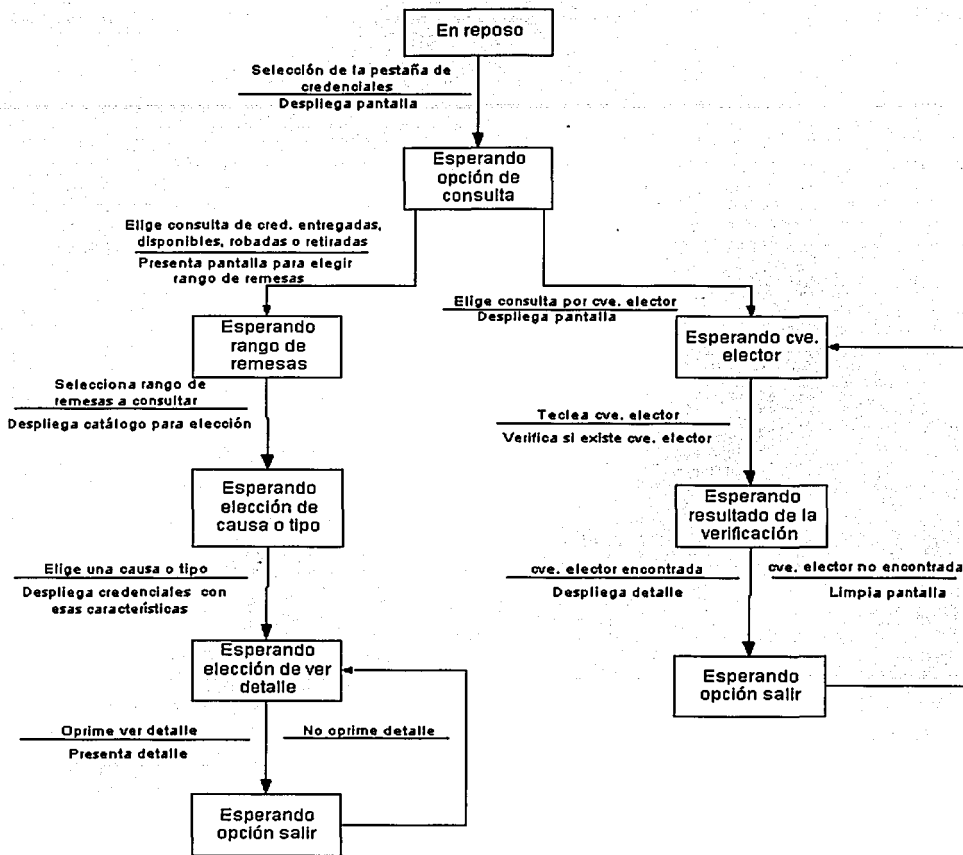 En reposo
Selección de la pestaña de
credenciales
Despliega pantalla
Esperando
opción de
consulta
Elige consulta de cred. entregadas,
disponibles, robadas o retiradas
Presenta pantalla para elegir
rango de remesas
Elige consulta por cve. elector
Despliega pantalla
Esperando
rango de
remesas
Esperando cve.
elector
Selecciona rango de
remesas a consultar
Despliega catálogo para elección
Teclea cve. elector
Verifica si existe cve. elector
Esperando
elección de
causa o tipo
Esperando
resultado de la
verificación
Elige una causa o tipo
Despliega credenciales con
esas características
cve. elector encontrada
Despliega detalle
cve. elector no encontrada
Limpia pantalla
Esperando
elección de ver
detalle
Esperando
opción salir
Oprime ver detalle
Presenta detalle
No oprime detalle
Esperando
opción salir